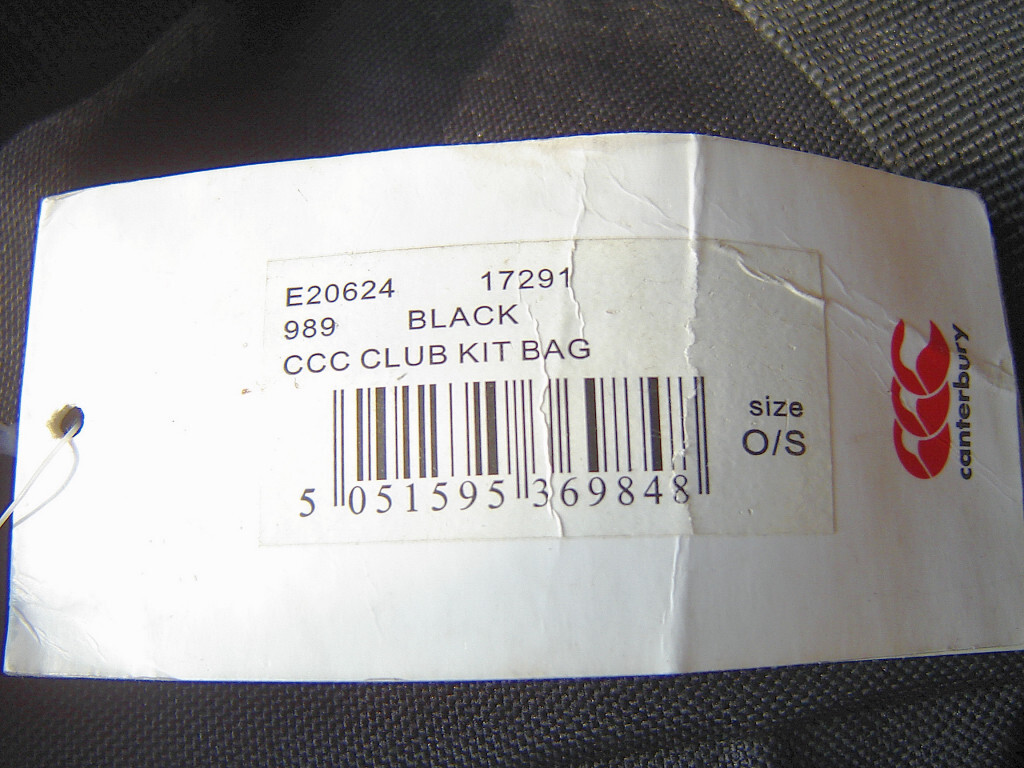 E20624 17291
989 BLACK
CCC CLUB KIT BAG
size
O/S
5 051595 369848
canterbury